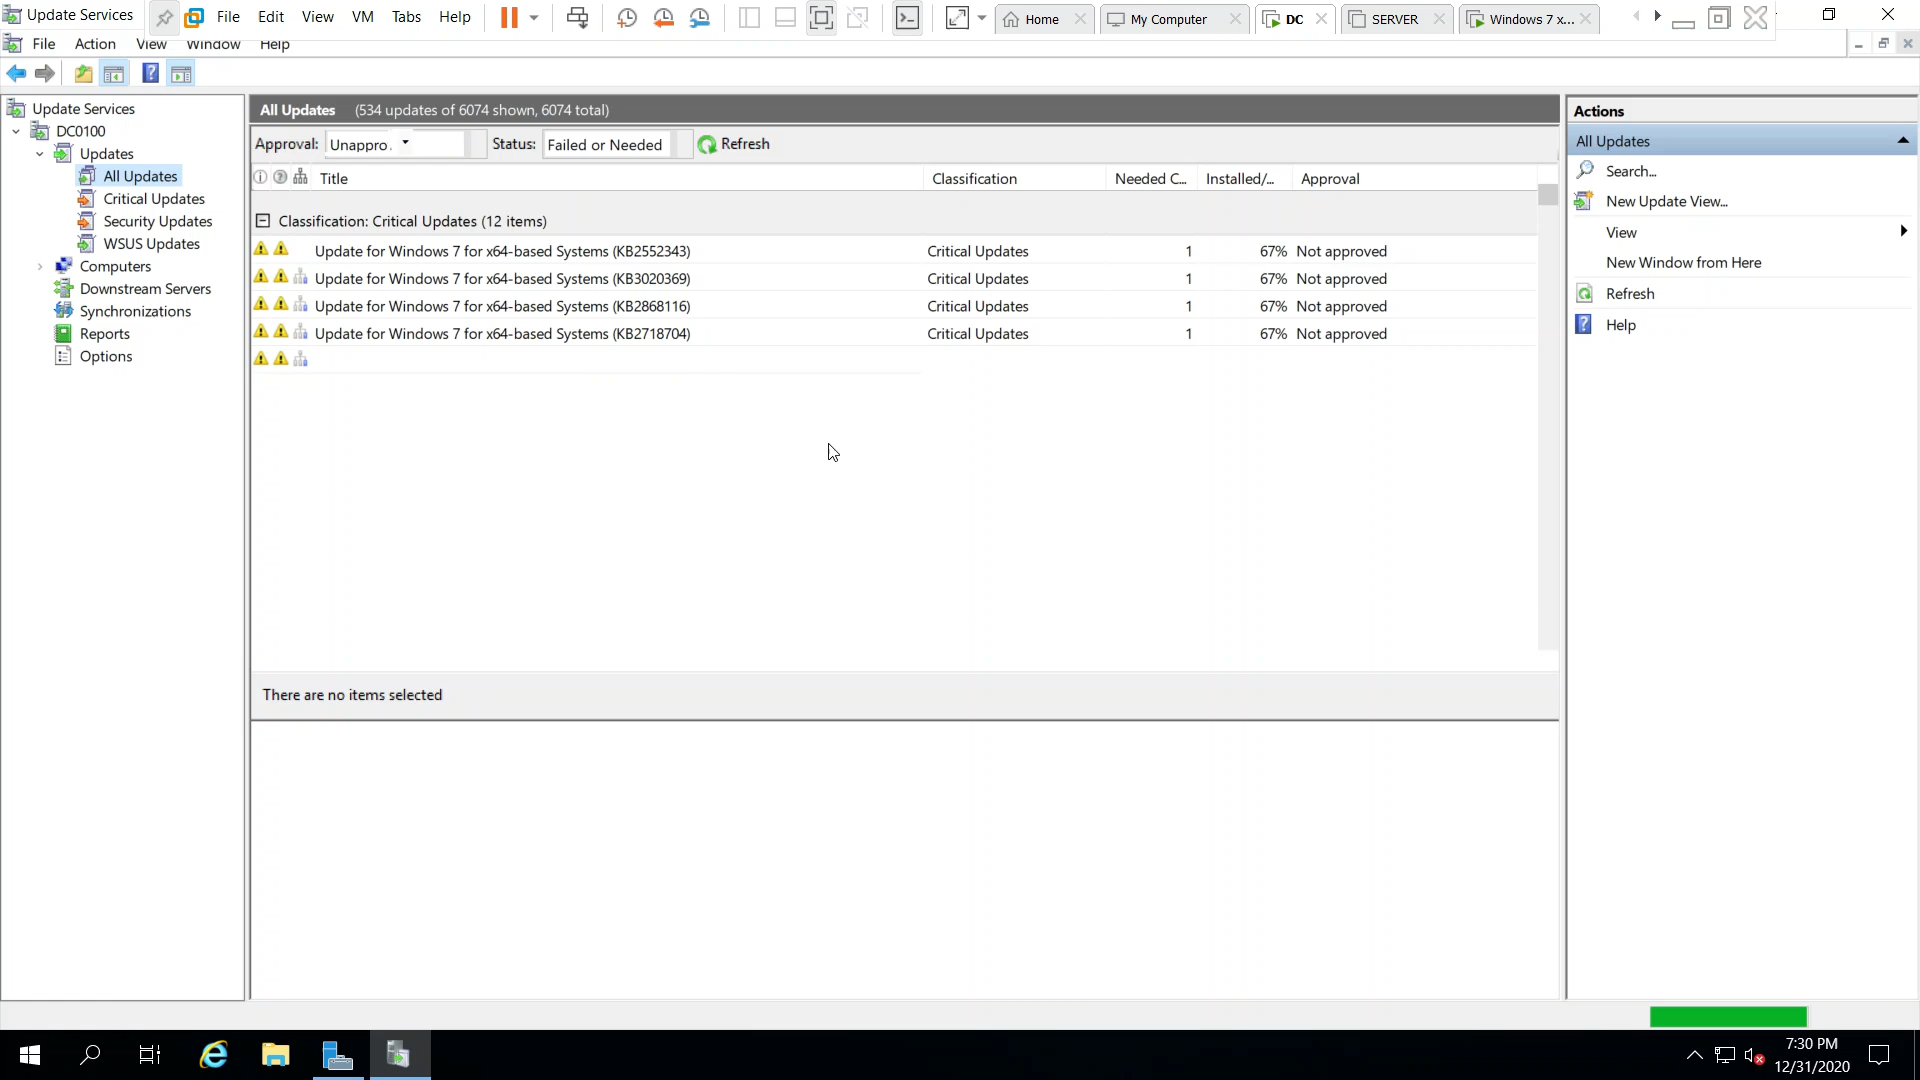 Update Services File Edit View VM Tabs Help Home My Computer DC SERVER Windows 7 x...
File Action View Window Help
Update Services
DC0100
Updates
All Updates
Critical Updates
Security Updates
WSUS Updates
Computers
Downstream Servers
Synchronizations
Reports
Options
All Updates (534 updates of 6074 shown, 6074 total)
Approval: Unappro. Status: Failed or Needed Refresh
Title Classification Needed C... Installed/... Approval
Classification: Critical Updates (12 items)
Update for Windows 7 for x64-based Systems (KB2552343) Critical Updates 1 67% Not approved
Update for Windows 7 for x64-based Systems (KB3020369) Critical Updates 1 67% Not approved
Update for Windows 7 for x64-based Systems (KB2868116) Critical Updates 1 67% Not approved
Update for Windows 7 for x64-based Systems (KB2718704) Critical Updates 1 67% Not approved
There are no items selected
Actions
All Updates
Search...
New Update View...
View
New Window from Here
Refresh
Help
7:30 PM
12/31/2020